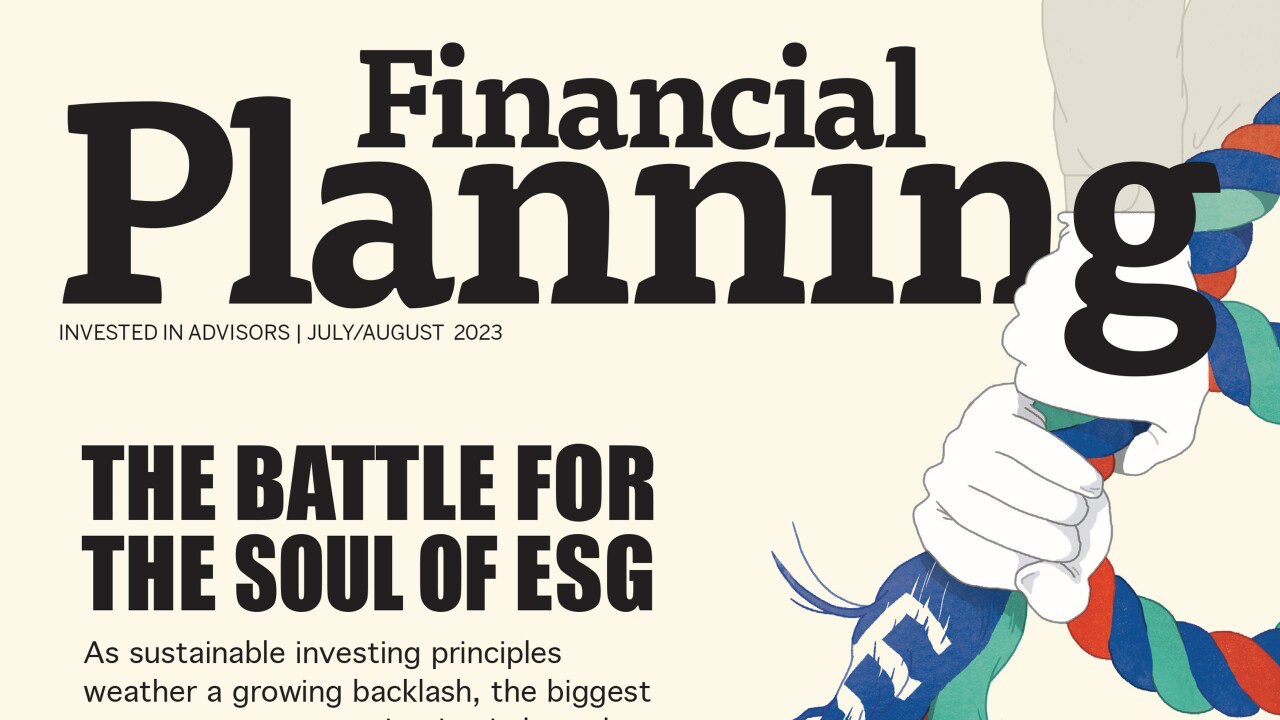 Financial
Planning
INVESTED IN ADVISORS | JULY/AUGUST 2023
THE BATTLE FOR
THE SOUL OF ESG
As sustainable investing principles
weather a growing backlash, the biggest